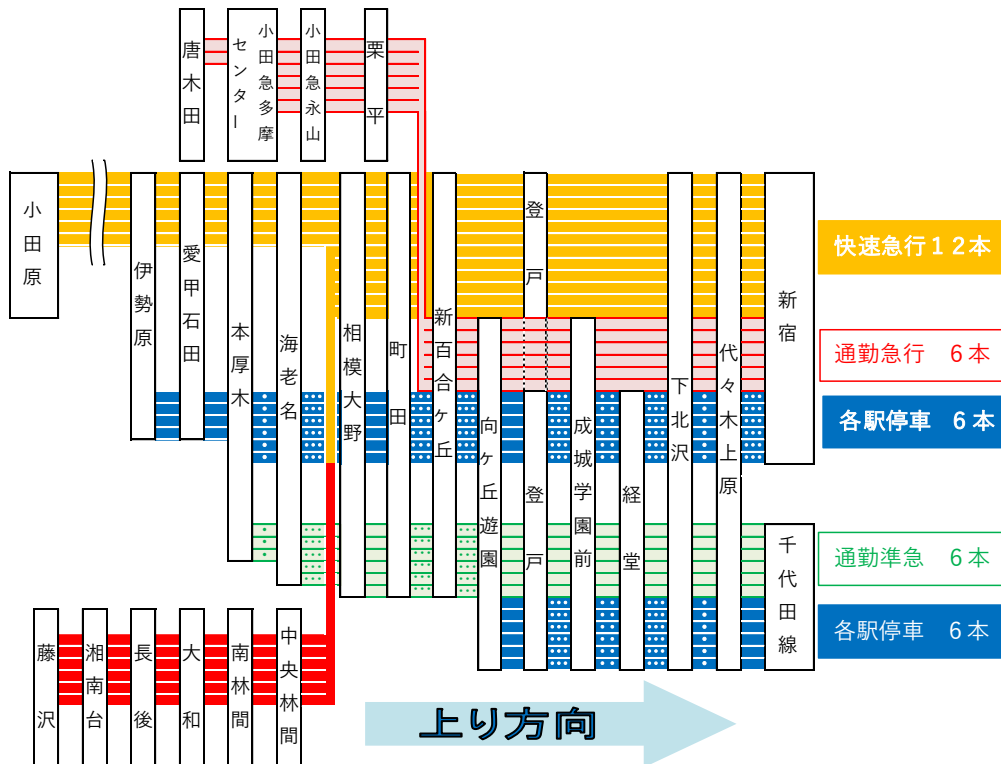 唐木田
小田急多摩センター
小田急永山
栗平
小田原
伊勢原
愛甲石田
本厚木
海老名
相模大野
町田
新百合ヶ丘
向ヶ丘遊園
登戸
登戸
成城学園前
経堂
下北沢
代々木上原
新宿
千代田線
快速急行12本
通勤急行 6本
各駅停車 6本
通勤準急 6本
各駅停車 6本
藤沢
湘南台
長後
大和
南林間
中央林間
上り方向